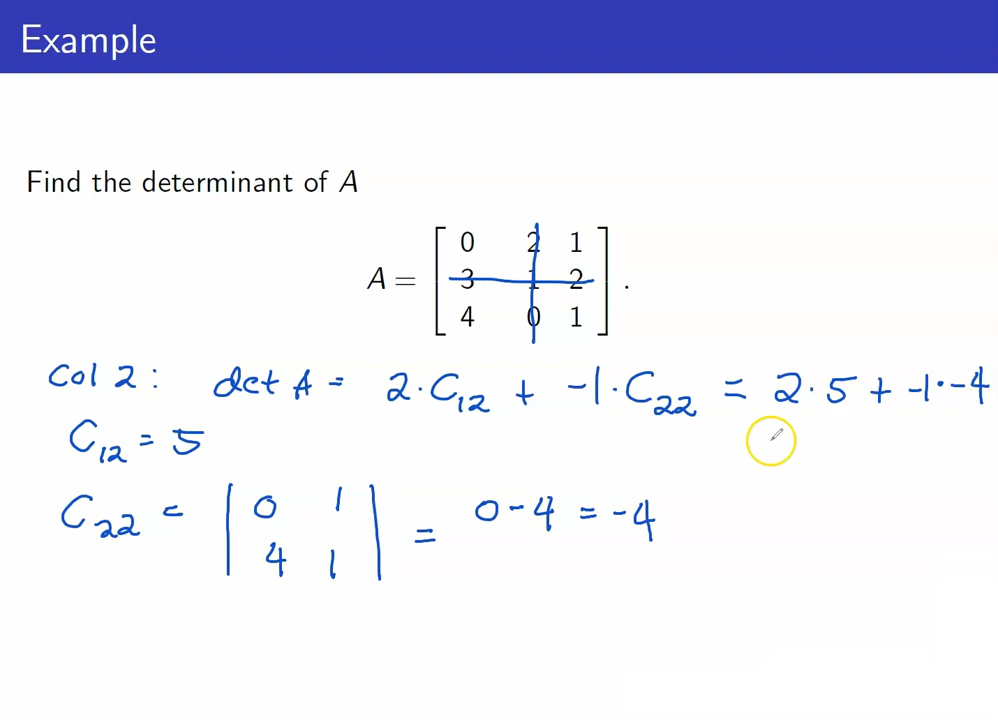 Example
Find the determinant of A
A = [ 0 2 1
3 1 2
4 0 1 ] .
Col 2 : det A = 2 · C₁₂ + -1 · C₂₂ = 2 · 5 + -1 · -4
C₁₂ = 5
C₂₂ = | 0 1 | = 0 - 4 = -4
4 1